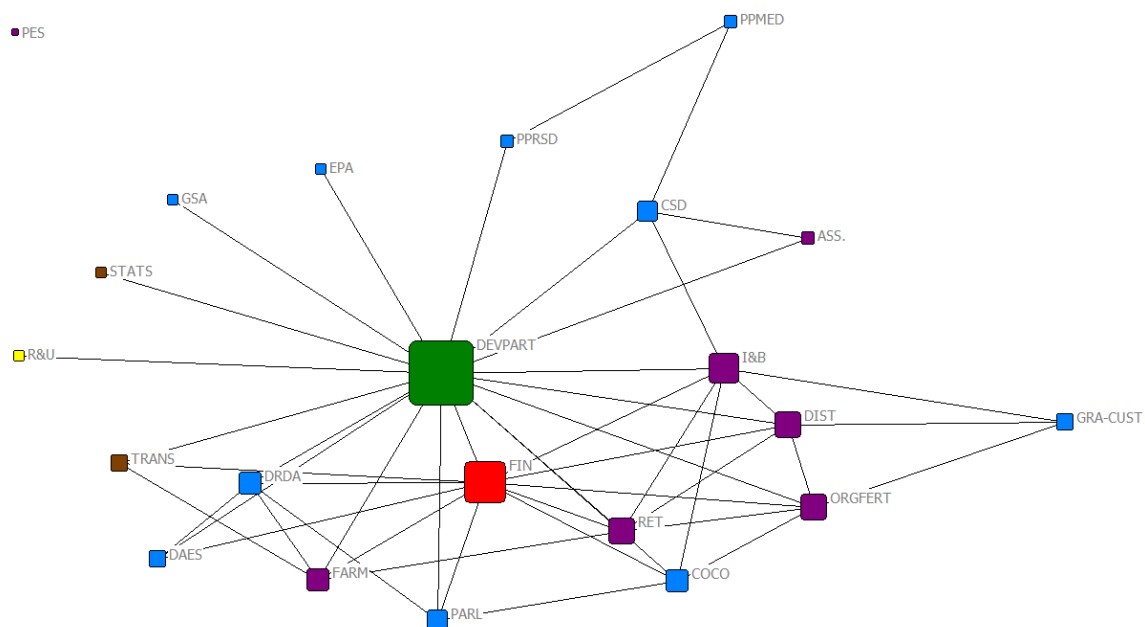 PPMED
PES
PPRSD
EPA
GSA
CSD
ASS.
STATS
DEVPART
R&U
I&B
DIST
GRA-CUST
TRANS
FIN
DRDA
ORGFERT
RET
DAES
FARM
COCO
PARL